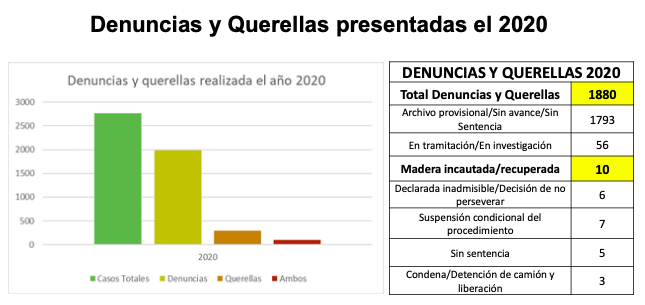 Denuncias y Querellas presentadas el 2020
Denuncias y querellas realizada el año 2020
3000
2500
2000
1500
1000
500
0
2020
Casos Totales Denuncias Querellas Ambos
DENUNCIAS Y QUERELLAS 2020
Total Denuncias y Querellas 1880
Archivo provisional/Sin avance/Sin
Sentencia 1793
En tramitación/En investigación 56
Madera incautada/recuperada 10
Declarada inadmisible/Decisión de no
perseverar 6
Suspensión condicional del
procedimiento 7
Sin sentencia 5
Condena/Detención de camión y
liberación 3